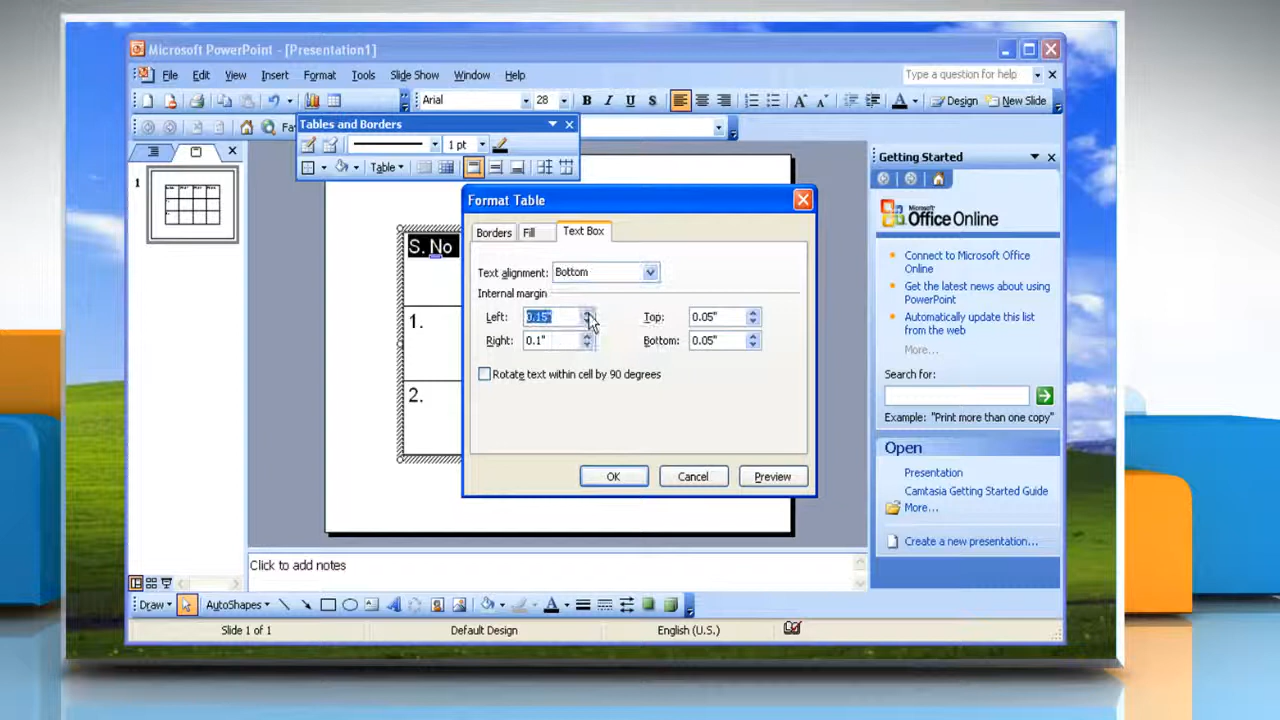 Microsoft PowerPoint - [Presentation1]
File Edit View Insert Format Tools Slide Show Window Help
Type a question for help
Arial 28 B I U S A Design New Slide
Fa
Tables and Borders
1 pt
Table
1
S. No
1.
2.
Format Table
Borders Fill Text Box
Text alignment: Bottom
Internal margin
Left: 0.15" Top: 0.05"
Right: 0.1" Bottom: 0.05"
Rotate text within cell by 90 degrees
OK Cancel Preview
Getting Started
Office Online
Connect to Microsoft Office
Online
Get the latest news about using
PowerPoint
Automatically update this list
from the web
More...
Search for:
Example: "Print more than one copy"
Open
Presentation
Camtasia Getting Started Guide
More...
Create a new presentation...
Click to add notes
Draw AutoShapes A
Slide 1 of 1 Default Design English (U.S.)